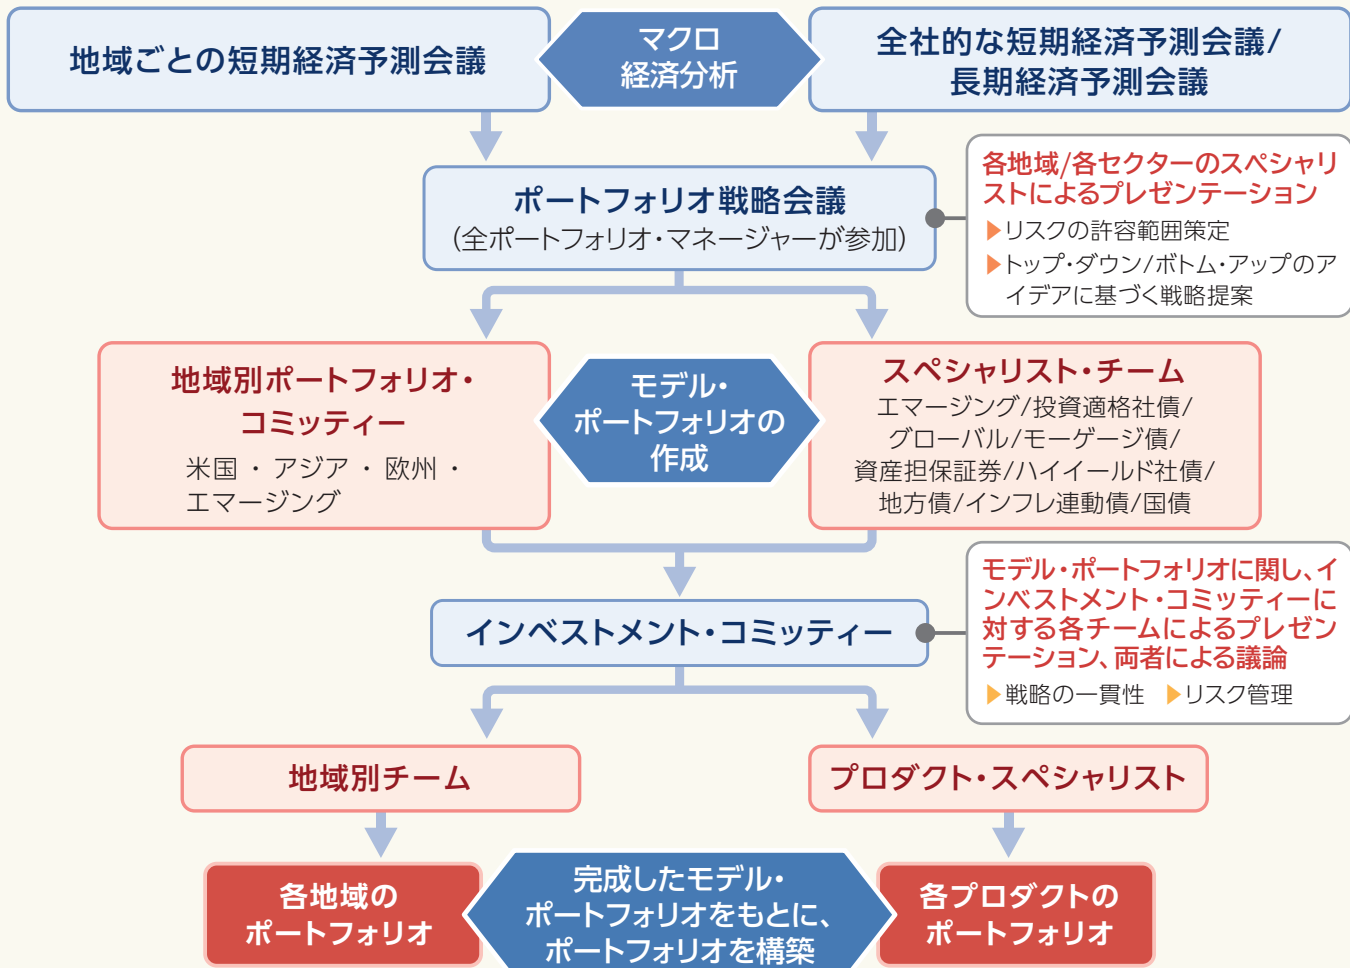 地域ごとの短期経済予測会議
マクロ
経済分析
全社的な短期経済予測会議/
長期経済予測会議
ポートフォリオ戦略会議
(全ポートフォリオ・マネージャーが参加)
各地域/各セクターのスペシャリ
ストによるプレゼンテーション
▶リスクの許容範囲策定
▶トップ・ダウン/ボトム・アップのア
イデアに基づく戦略提案
地域別ポートフォリオ・
コミッティー
米国 ・ アジア ・ 欧州 ・
エマージング
モデル・
ポートフォリオの
作成
スペシャリスト・チーム
エマージング/投資適格社債/
グローバル/モーゲージ債/
資産担保証券/ハイイールド社債/
地方債/インフレ連動債/国債
インベストメント・コミッティー
モデル・ポートフォリオに関し、イ
ンベストメント・コミッティーに
対する各チームによるプレゼン
テーション、両者による議論
▶戦略の一貫性 ▶リスク管理
地域別チーム
プロダクト・スペシャリスト
各地域の
ポートフォリオ
完成したモデル・
ポートフォリオをもとに、
ポートフォリオを構築
各プロダクトの
ポートフォリオ